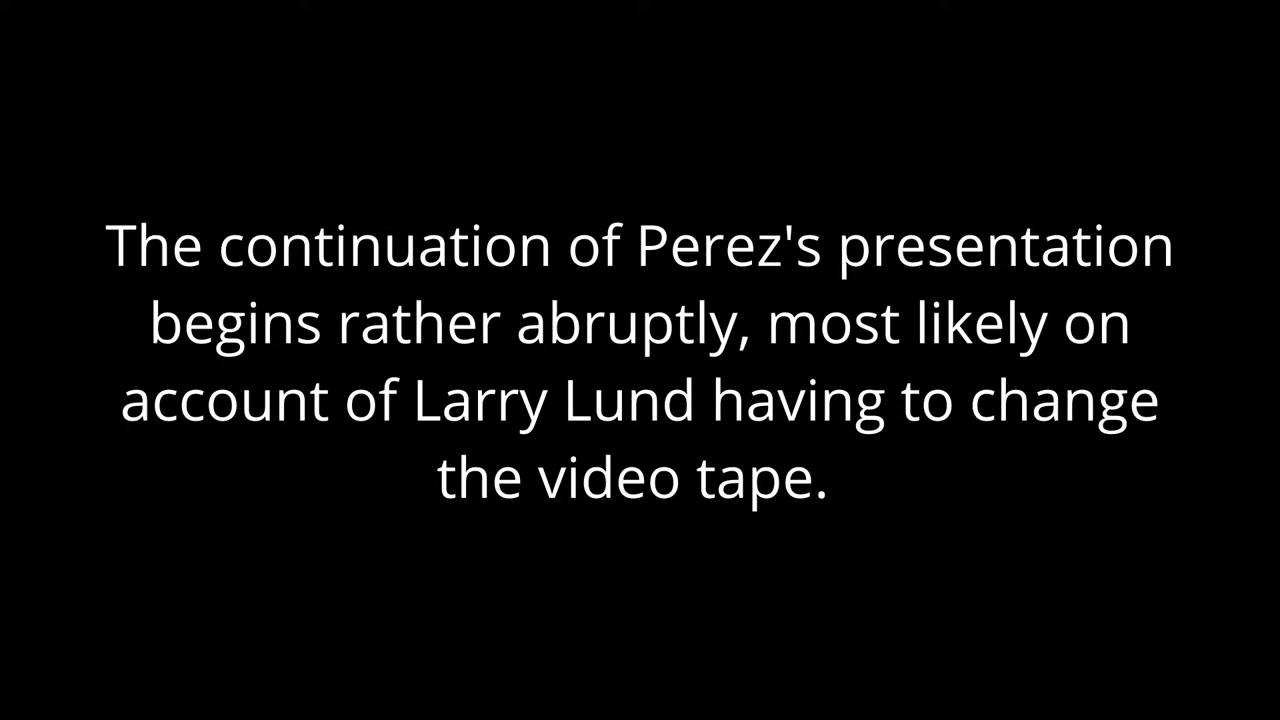 The continuation of Perez's presentation
begins rather abruptly, most likely on
account of Larry Lund having to change
the video tape.